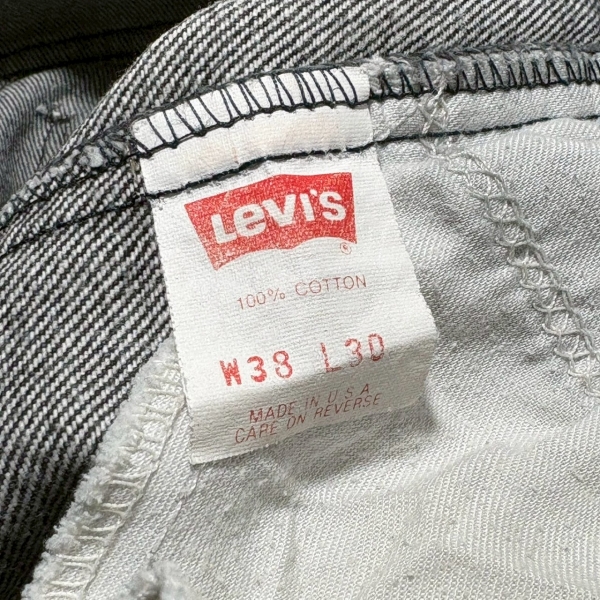 Levi's
®
100% COTTON
W38 L30
MADE IN U.S.A
CARE ON REVERSE